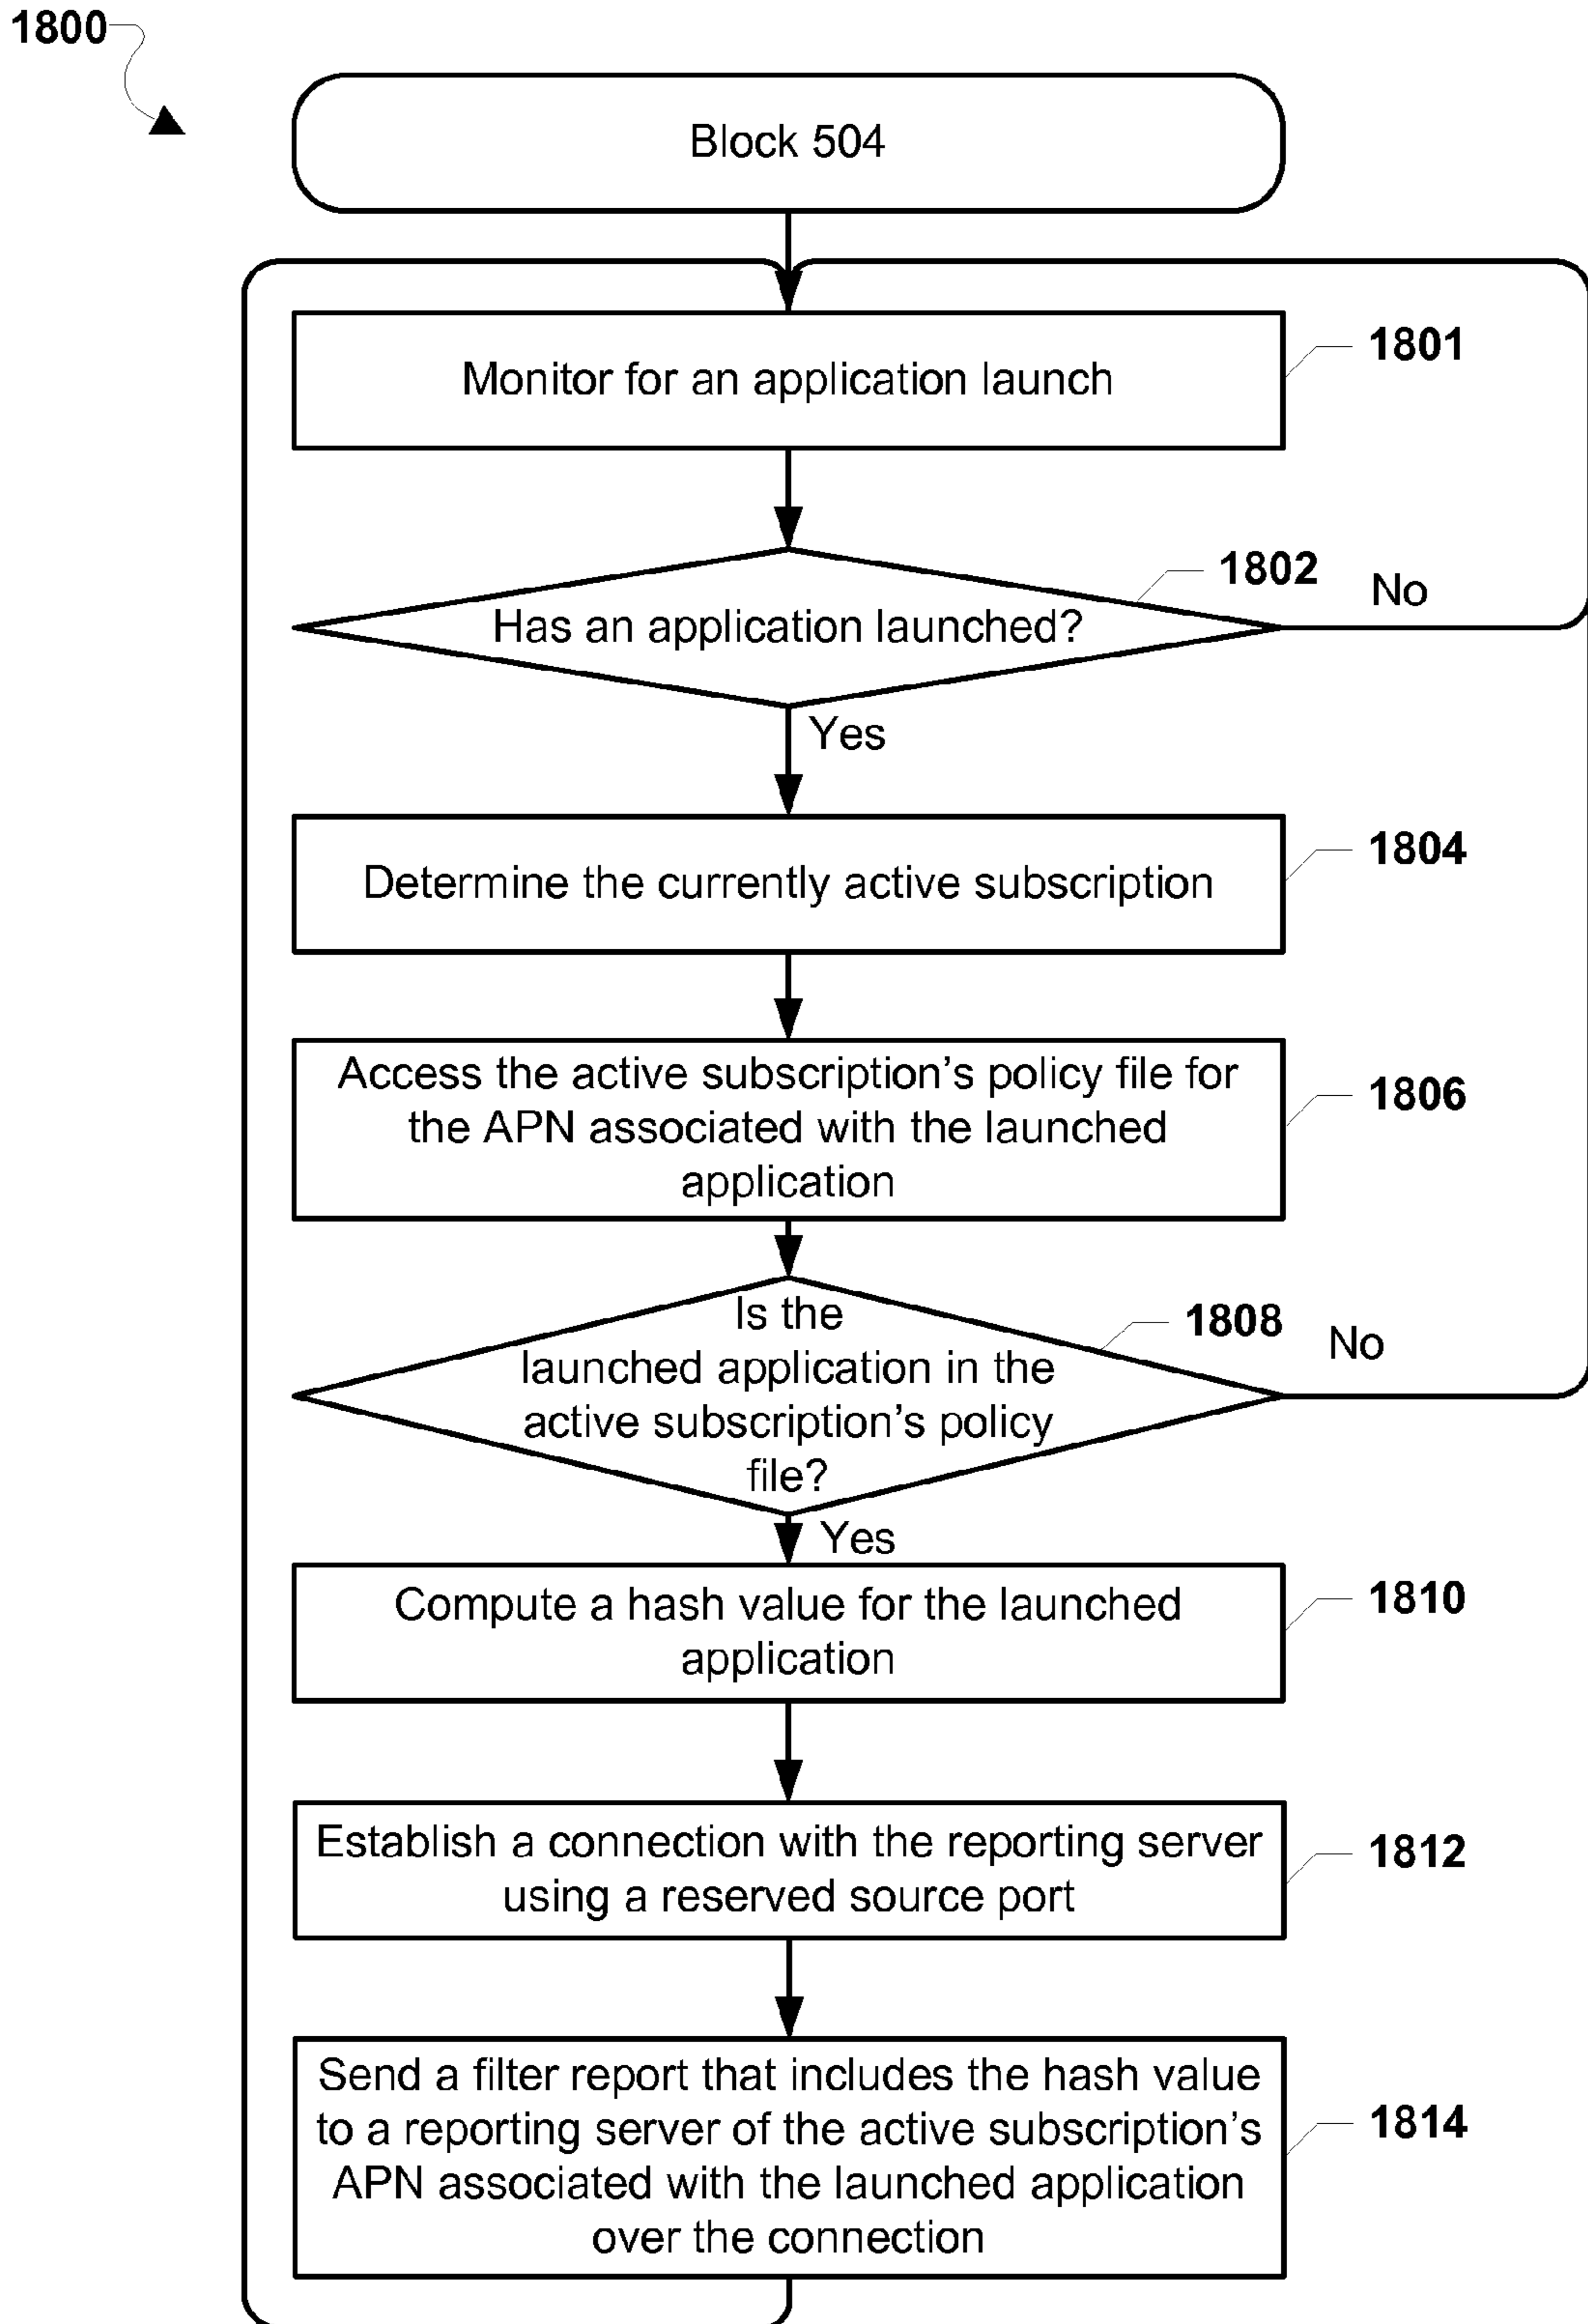 1800
Block 504
Monitor for an application launch
1801
1802
No
Has an application launched?
Yes
Determine the currently active subscription
1804
Access the active subscription’s policy file for
the APN associated with the launched
application
1806
Is the
launched application in the
active subscription’s policy
file?
1808
No
Yes
Compute a hash value for the launched
application
1810
Establish a connection with the reporting server
using a reserved source port
1812
Send a filter report that includes the hash value
to a reporting server of the active subscription’s
APN associated with the launched application
over the connection
1814